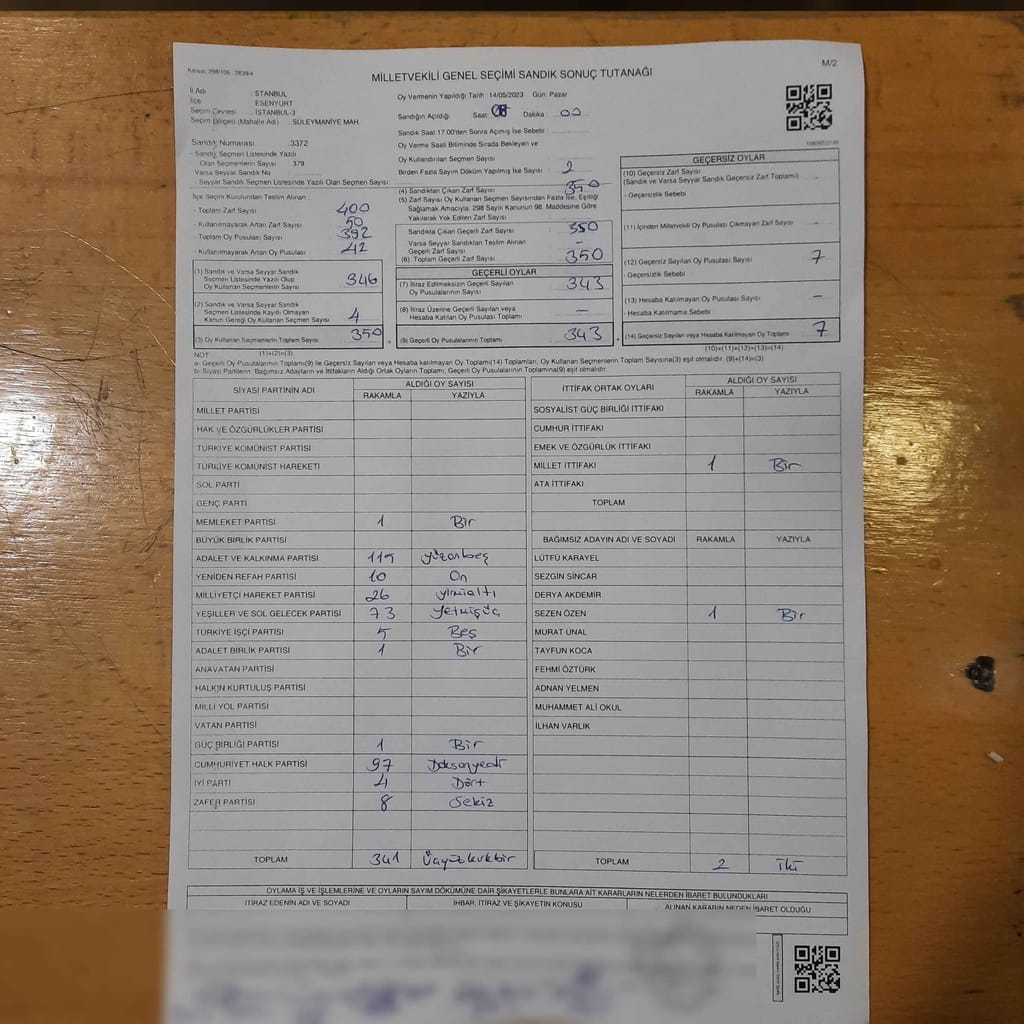 M/2
MİLLETVEKİLİ GENEL SEÇİMİ SANDIK SONUÇ TUTANAĞI
İl Adı : İSTANBUL
İlçe : ESENYURT
Seçim Çevresi : İSTANBUL-3
Seçim Bölgesi (Mahalle Adı) : SÜLEYMANİYE MAH.
Sandık Numarası : 3372
- Sandık Seçmen Listesinde Yazılı
Olan Seçmenlerin Sayısı : 379
Varsa Seyyar Sandık No
- Seyyar Sandık Seçmen Listesinde Yazılı Olan Seçmen Sayısı
İlçe Seçim Kurulundan Teslim Alınan
- Toplam Zarf Sayısı 400
- Kullanılmayarak Artan Zarf Sayısı 50
- Toplam Oy Pusulası Sayısı 392
- Kullanılmayarak Artan Oy Pusulası 42
(1) Sandık ve Varsa Seyyar Sandık
Seçmen Listesinde Yazılı Olup
Oy Kullanan Seçmenlerin Sayısı 346
(2) Sandık ve Varsa Seyyar Sandık
Seçmen Listesinde Kayıtlı Olmayan
Kanun Gereği Oy Kullanan Seçmen Sayısı 4
(3) Oy Kullanan Seçmenlerin Toplam Sayısı 350
(1)+(2)=(3)
Oy Vermenin Yapıldığı Tarih : 14/05/2023 Gün: Pazar
Sandığın Açıldığı Saat: Dakika : 00
Sandık Saat 17.00'den Sonra Açılmış İse Sebebi :
Oy Verme Saati Bitiminde Sırada Bekleyen ve
Oy Kullandırılan Seçmen Sayısı
Birden Fazla Sayım Döküm Yapılmış İse Sayısı 2
(4) Sandıktan Çıkan Zarf Sayısı 350
(5) Zarf Sayısı Oy Kullanan Seçmen Sayısından Fazla İse, Eşitliği
Sağlamak Amacıyla, 298 Sayılı Kanunun 98. Maddesine Göre
Yakılarak Yok Edilen Zarf Sayısı
Sandıkta Çıkan Geçerli Zarf Sayısı 350
Varsa Seyyar Sandıktan Teslim Alınan
Geçerli Zarf Sayısı –
(6) Toplam Geçerli Zarf Sayısı 350
GEÇERLİ OYLAR
(7) İtiraz Edilmeksizin Geçerli Sayılan
Oy Pusulalarının Sayısı 343
(8) İtiraz Üzerine Geçerli Sayılan veya
Hesaba Katılan Oy Pusulası Toplamı –
(9) Geçerli Oy Pusulalarının Toplamı 343
GEÇERSİZ OYLAR
(10) Geçersiz Zarf Sayısı
(Sandık ve Varsa Seyyar Sandık Geçersiz Zarf Toplamı) –
- Geçersizlik Sebebi :
(11) İçinden Milletvekili Oy Pusulası Çıkmayan Zarf Sayısı –
(12) Geçersiz Sayılan Oy Pusulası Sayısı 7
- Geçersizlik Sebebi
(13) Hesaba Katılmayan Oy Pusulası Sayısı –
- Hesaba Katılmama Sebebi
(14) Geçersiz Sayılan veya Hesaba Katılmayan Oy Toplamı 7
(10)+(11)+(12)+(13)=(14)
NOT
a- Geçerli Oy Pusulalarının Toplamı(9) ile Geçersiz Sayılan veya Hesaba katılmayan Oy Toplamı(14) Toplamları, Oy Kullanan Seçmenlerin Toplam Sayısına(3) eşit olmalıdır. (9)+(14)=(3)
b- Siyasi Partilerin, Bağımsız Adayların ve İttifakların Aldığı Ortak Oyların Toplamı, Geçerli Oy Pusulalarının Toplamına(9) eşit olmalıdır.
SİYASİ PARTİNİN ADI ALDIĞI OY SAYISI
RAKAMLA YAZIYLA
MİLLET PARTİSİ
HAK VE ÖZGÜRLÜKLER PARTİSİ
TÜRKİYE KOMÜNİST PARTİSİ
TÜRKİYE KOMÜNİST HAREKETİ
SOL PARTİ
GENÇ PARTİ
MEMLEKET PARTİSİ 1 Bir
BÜYÜK BİRLİK PARTİSİ
ADALET VE KALKINMA PARTİSİ 115 yüzonbeş
YENİDEN REFAH PARTİSİ 10 On
MİLLİYETÇİ HAREKET PARTİSİ 26 yirmialtı
YEŞİLLER VE SOL GELECEK PARTİSİ 73 yetmişüç
TÜRKİYE İŞÇİ PARTİSİ 5 Beş
ADALET BİRLİK PARTİSİ 1 Bir
ANAVATAN PARTİSİ
HALKIN KURTULUŞ PARTİSİ
MİLLİ YOL PARTİSİ
VATAN PARTİSİ
GÜÇ BİRLİĞİ PARTİSİ 1 Bir
CUMHURİYET HALK PARTİSİ 97 Doksanyedi
İYİ PARTİ 4 Dört
ZAFER PARTİSİ 8 Sekiz
TOPLAM 341 Üçyüzkırkbir
İTTİFAK ORTAK OYLARI ALDIĞI OY SAYISI
RAKAMLA YAZIYLA
SOSYALİST GÜÇ BİRLİĞİ İTTİFAKI
CUMHUR İTTİFAKI
EMEK VE ÖZGÜRLÜK İTTİFAKI
MİLLET İTTİFAKI 1 Bir
ATA İTTİFAKI
TOPLAM
BAĞIMSIZ ADAYIN ADI VE SOYADI RAKAMLA YAZIYLA
LÜTFÜ KARAYEL
SEZGİN SİNCAR
DERYA AKDEMİR
SEZEN ÖZEN 1 Bir
MURAT ÜNAL
TAYFUN KOCA
FEHMİ ÖZTÜRK
ADNAN YELMEN
MUHAMMET ALİ OKUL
İLHAN VARLIK
TOPLAM 2 İki
OYLAMA İŞ VE İŞLEMLERİNE VE OYLARIN SAYIM DÖKÜMÜNE DAİR ŞİKAYETLERLE BUNLARA AİT KARARLARIN NELERDEN İBARET BULUNDUKLARI
İTİRAZ EDENİN ADI VE SOYADI İHBAR, İTİRAZ VE ŞİKAYETİN KONUSU ALINAN KARARIN NEDEN İBARET OLDUĞU